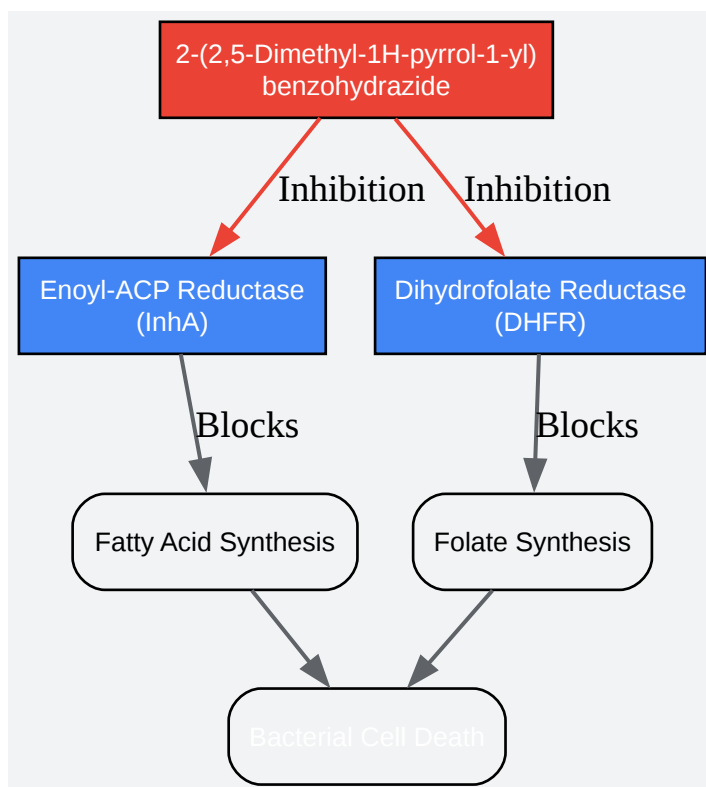 2-(2,5-Dimethyl-1H-pyrrol-1-yl)
benzohydrazide
Inhibition
Inhibition
Enoyl-ACP Reductase
(InhA)
Dihydrofolate Reductase
(DHFR)
Blocks
Blocks
Fatty Acid Synthesis
Folate Synthesis
Bacterial Cell Death